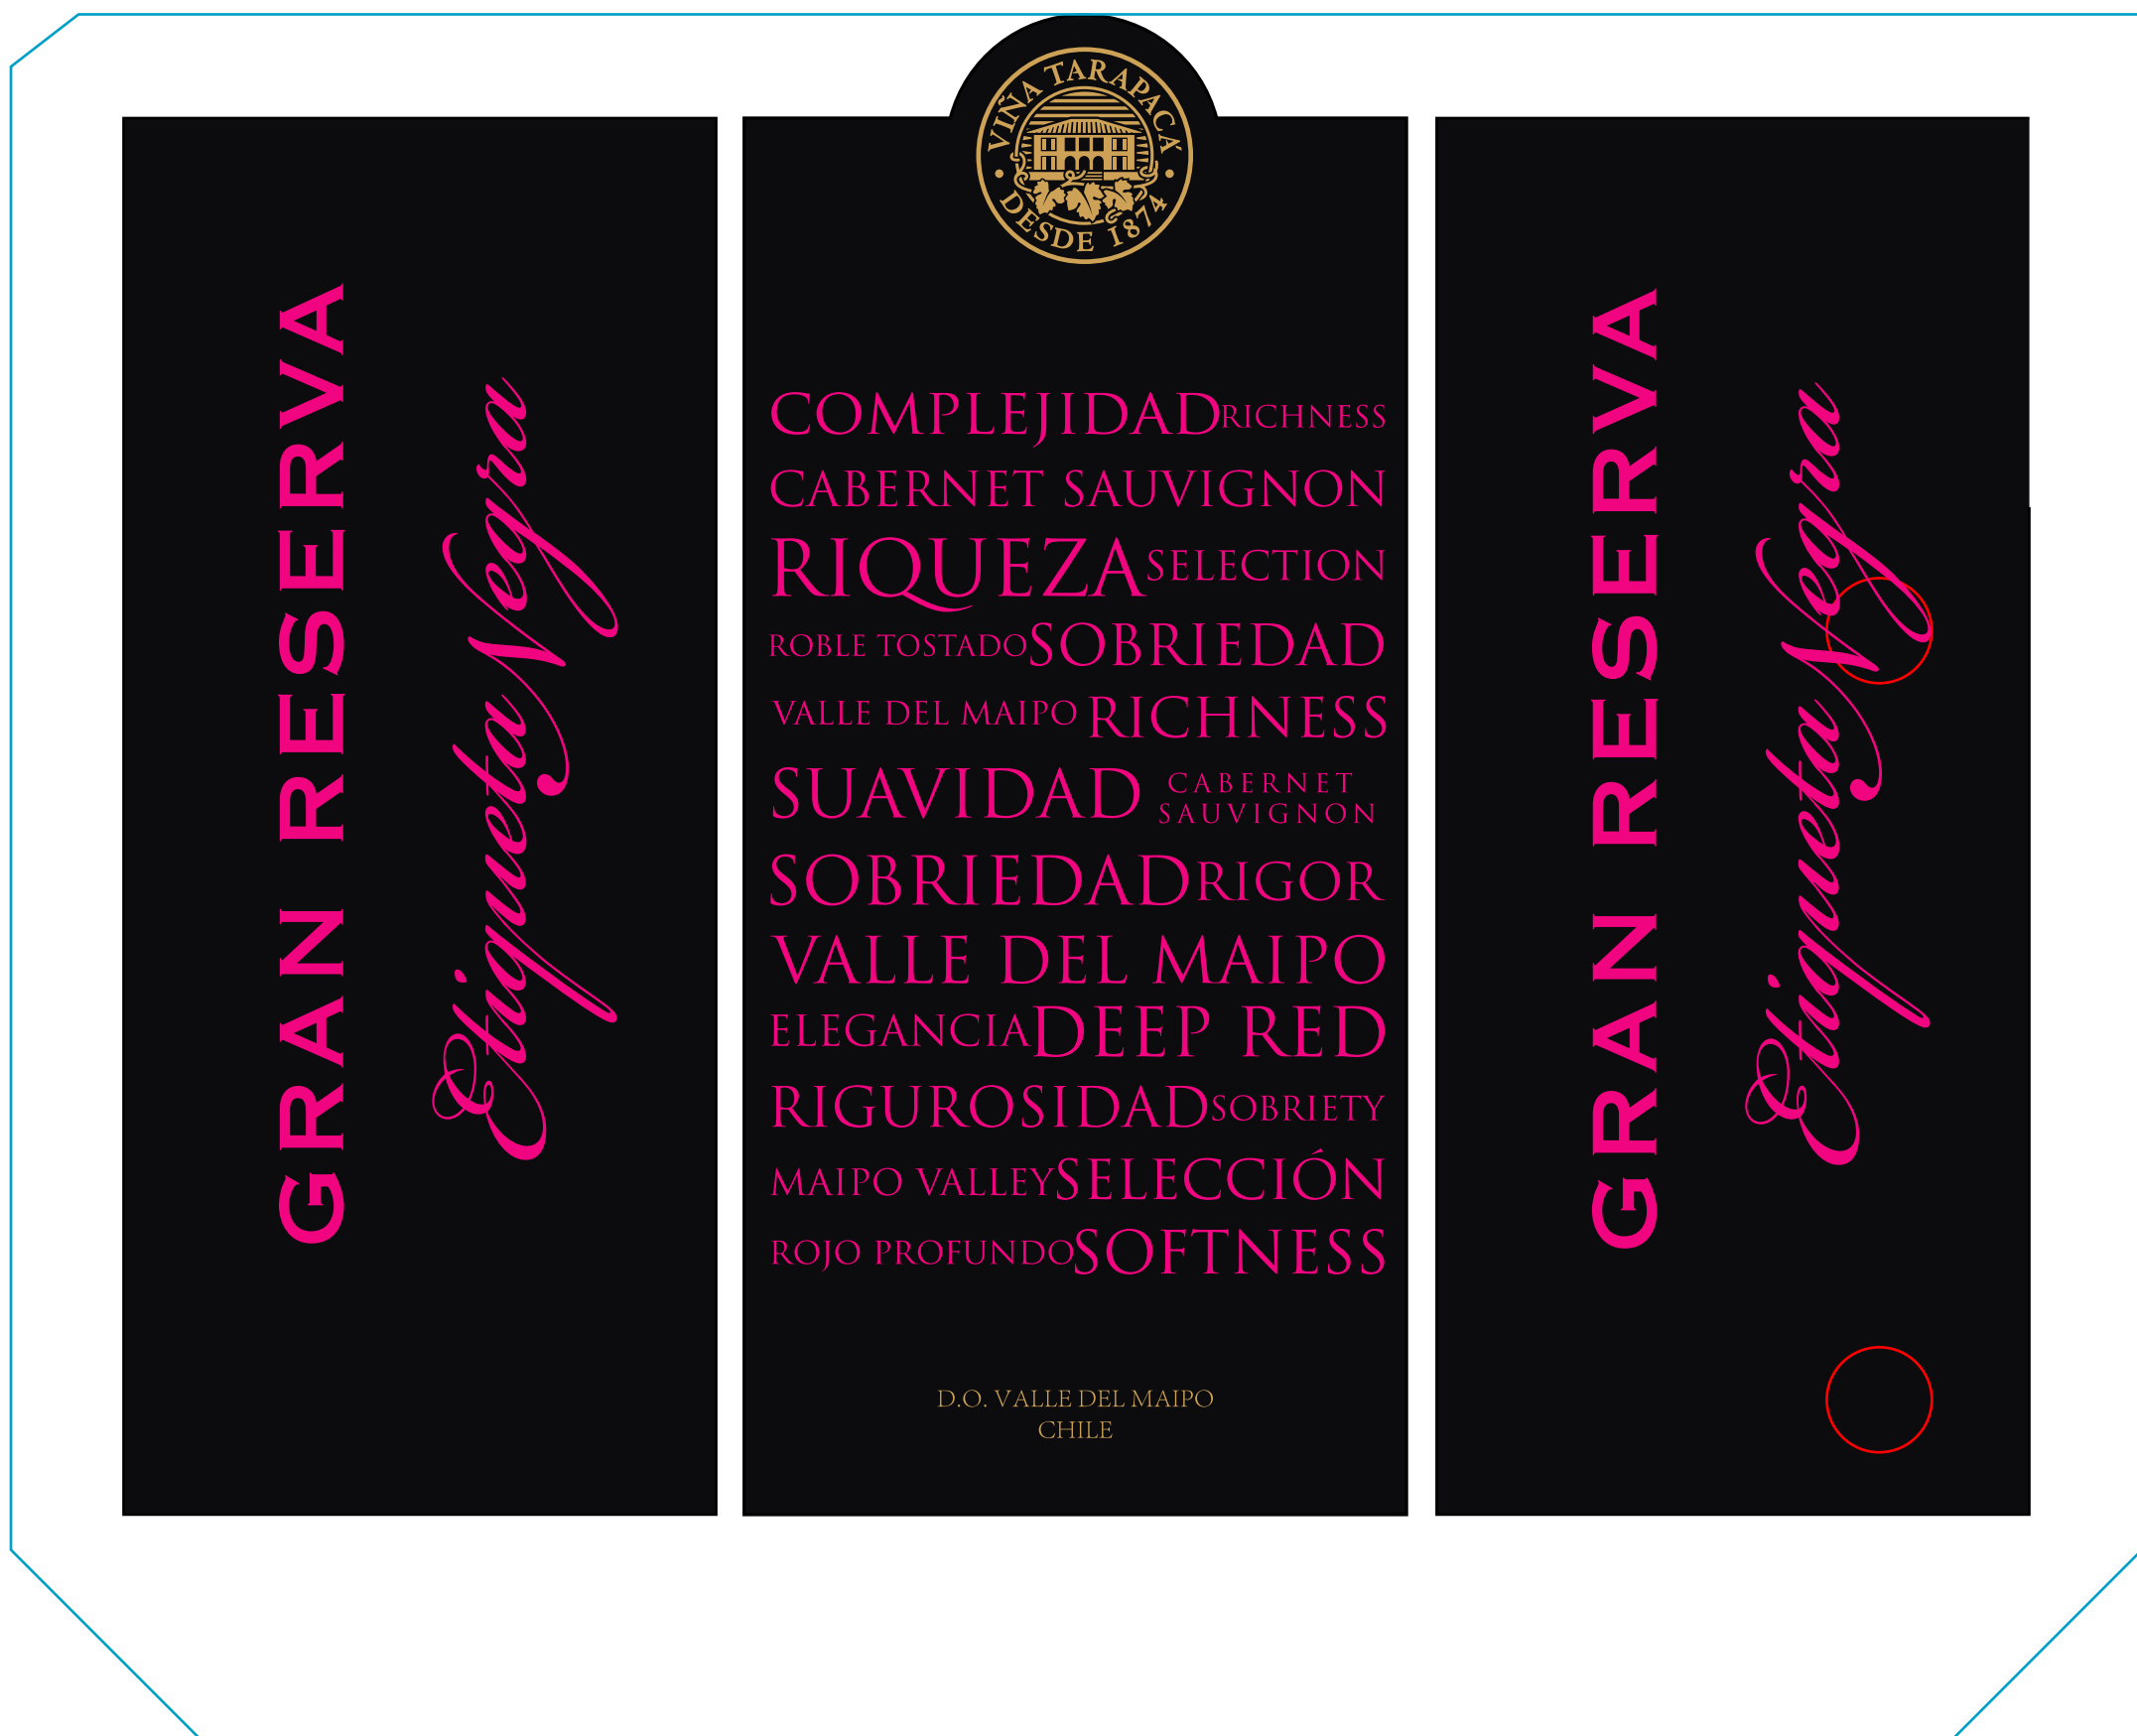 GRAN RESERVA
Etiqueta Negra
VIÑA TARAPACÁ
DESDE 1874
COMPLEJIDAD RICHNESS
CABERNET SAUVIGNON
RIQUEZA SELECTION
ROBLE TOSTADO SOBRIEDAD
VALLE DEL MAIPO RICHNESS
SUAVIDAD CABERNET
SAUVIGNON
SOBRIEDAD RIGOR
VALLE DEL MAIPO
ELEGANCIA DEEP RED
RIGUROSIDAD SOBRIETY
MAIPO VALLEY SELECCIÓN
ROJO PROFUNDO SOFTNESS
D.O. VALLE DEL MAIPO
CHILE
GRAN RESERVA
Etiqueta Negra